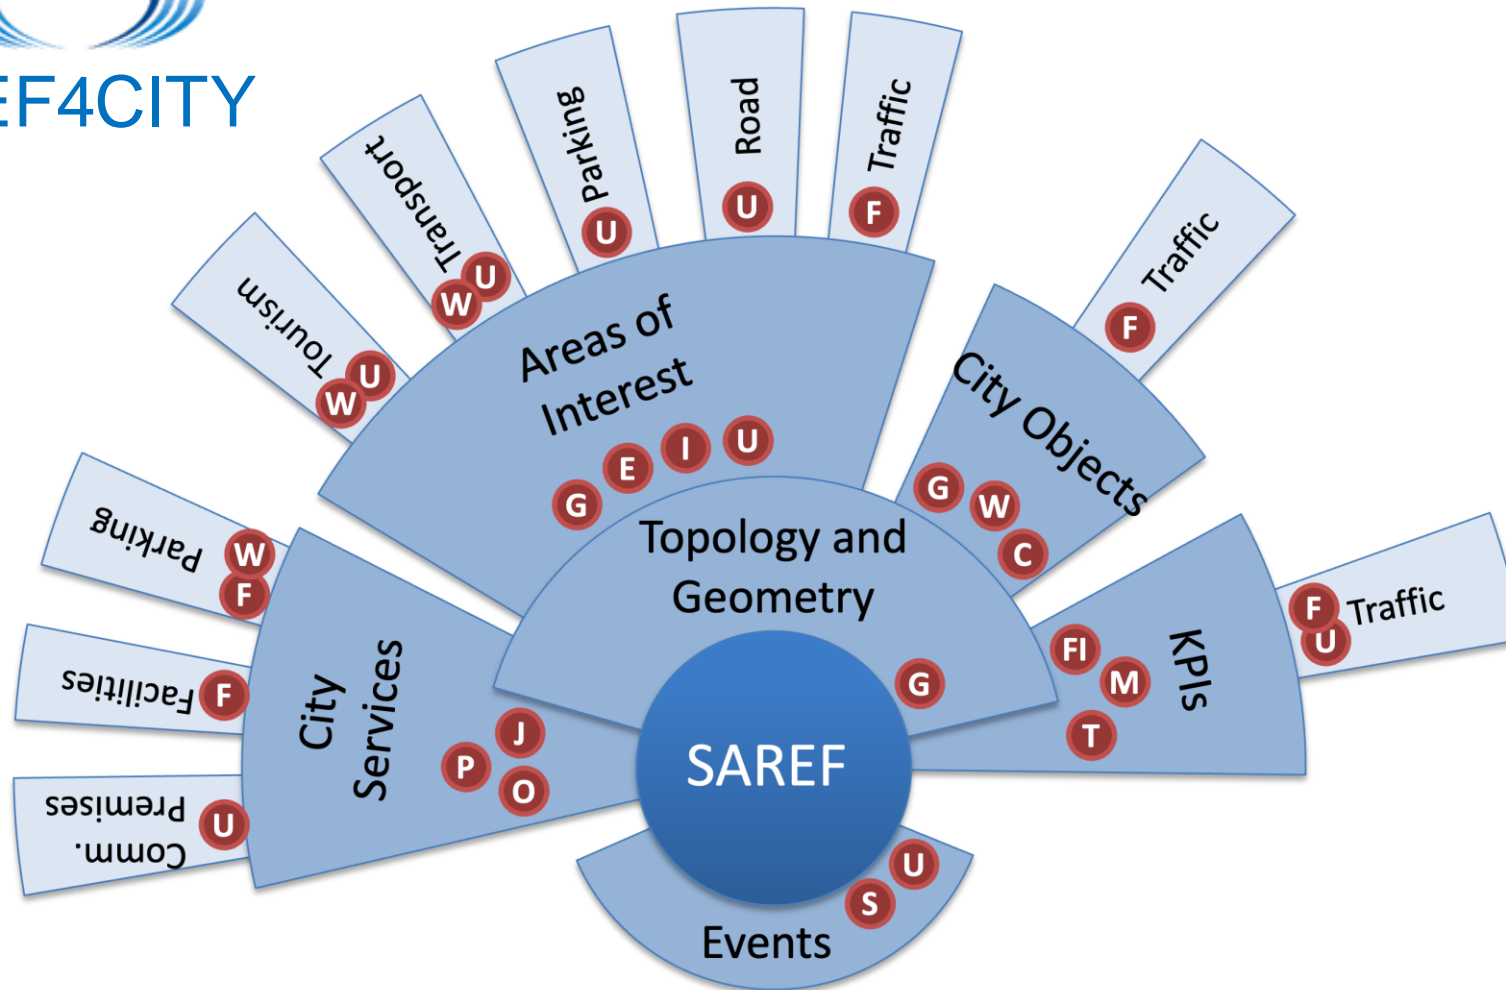 EF4CITY
Parking
U
Road
U
Traffic
F
Transport
U
W
Tourism
U
W
Areas of
Interest
G
E
I
U
Traffic
F
City Objects
G
W
C
Parking
W
F
Facilities
F
Comm.
Premises
U
City
Services
J
P
O
Topology and
Geometry
G
SAREF
KPIs
FI
M
T
Traffic
F
U
Events
U
S